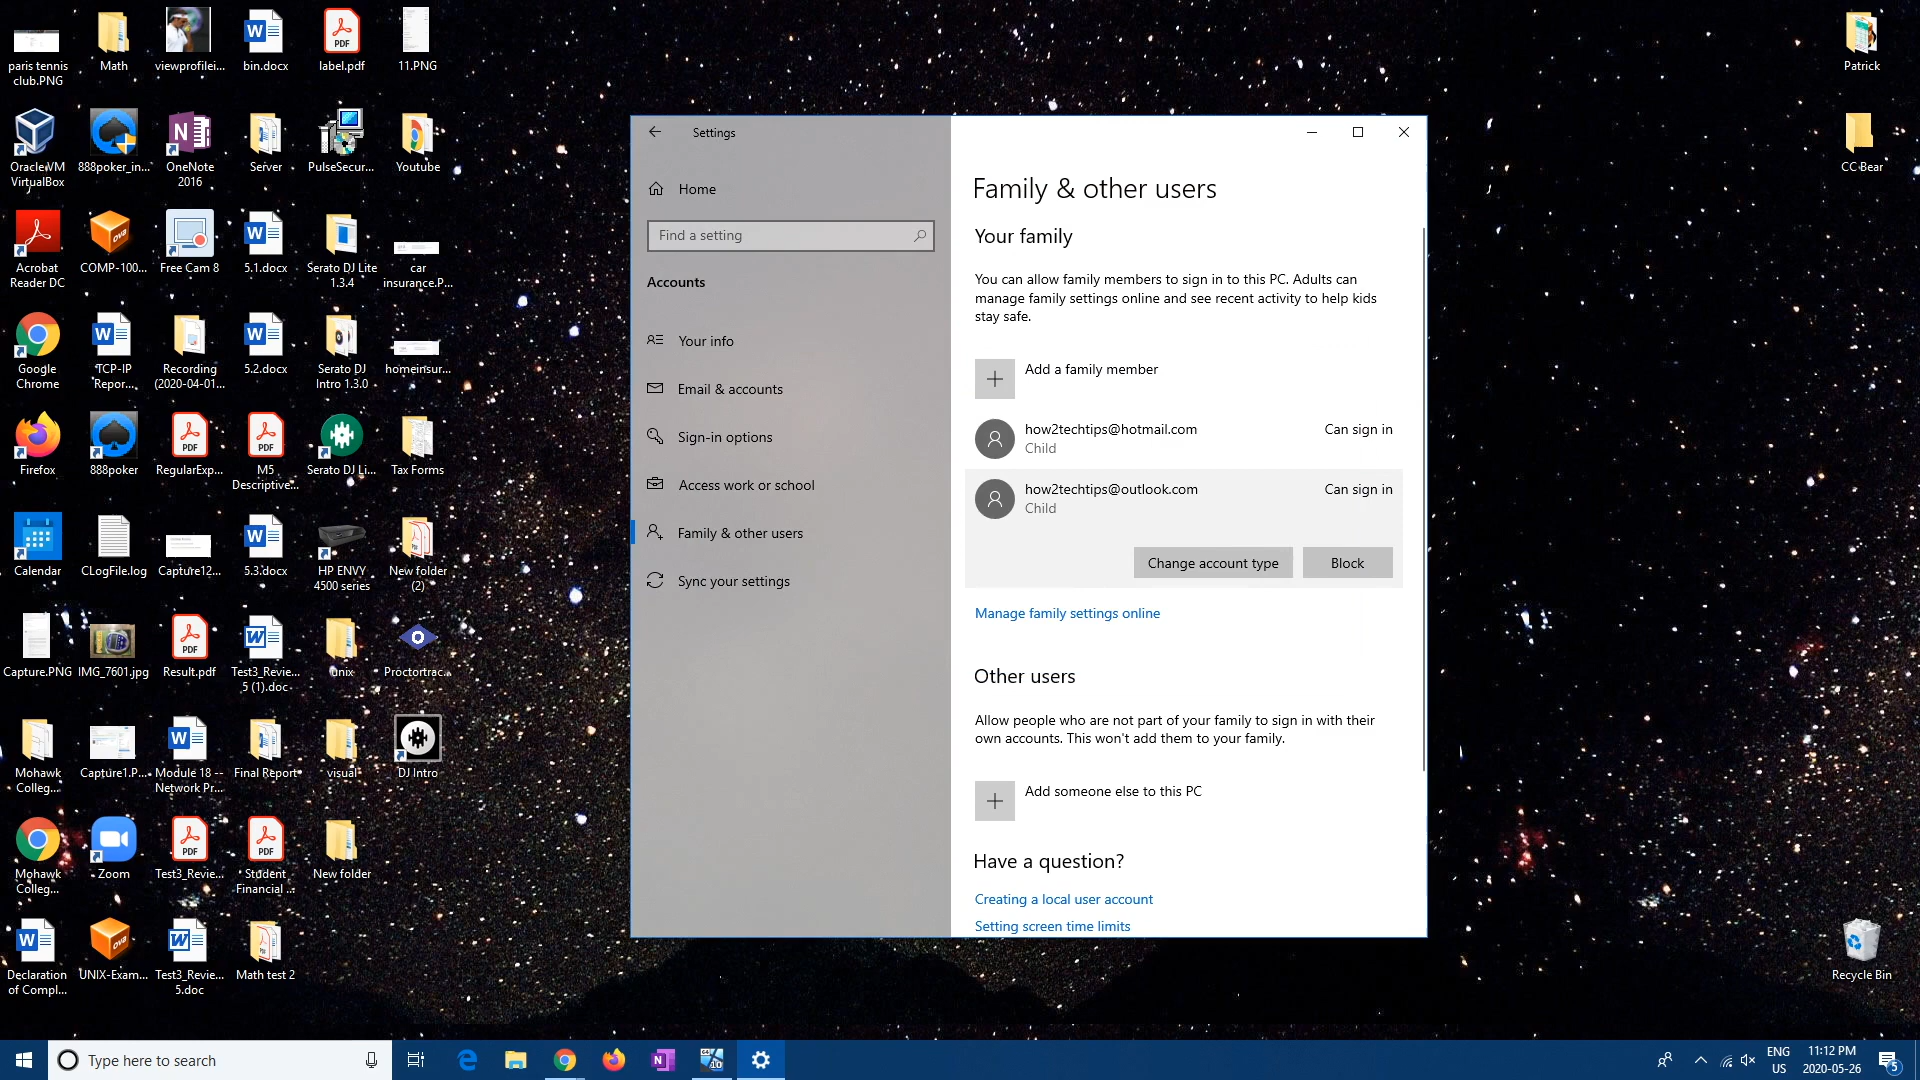 paris tennis
club.PNG
Math
viewprofilei...
bin.docx
label.pdf
11.PNG
Patrick
Oracle VM
VirtualBox
888poker_in...
OneNote
2016
Server
PulseSecur...
Youtube
CC Bear
Acrobat
Reader DC
COMP-100...
Free Cam 8
5.1.docx
Serato DJ Lite
1.3.4
car
insurance.P...
Google
Chrome
TCP-IP
Repor...
Recording
(2020-04-01...
5.2.docx
Serato DJ
Intro 1.3.0
homeinsur...
Firefox
888poker
RegularExp...
M5
Descriptive...
Serato DJ Li...
Tax Forms
Calendar
CLogFile.log
Capture12...
5.3.docx
HP ENVY
4500 series
New folder
(2)
Capture.PNG
IMG_7601.jpg
Result.pdf
Test3_Revie...
5 (1).doc
unix
Proctortrac...
Mohawk
Colleg...
Capture1.P...
Module 18 --
Network Pr...
Final Report
visual
DJ Intro
Mohawk
Colleg...
Zoom
Test3_Revie...
Student
Financial ...
New folder
Declaration
of Compl...
UNIX-Exam...
Test3_Revie...
5.doc
Math test 2
Recycle Bin
Settings
Home
Find a setting
Accounts
Your info
Email & accounts
Sign-in options
Access work or school
Family & other users
Sync your settings
Family & other users
Your family
You can allow family members to sign in to this PC. Adults can
manage family settings online and see recent activity to help kids
stay safe.
Add a family member
how2techtips@hotmail.com
Can sign in
Child
how2techtips@outlook.com
Can sign in
Child
Change account type
Block
Manage family settings online
Other users
Allow people who are not part of your family to sign in with their
own accounts. This won't add them to your family.
Add someone else to this PC
Have a question?
Creating a local user account
Setting screen time limits
Type here to search
ENG
US
11:12 PM
2020-05-26
5